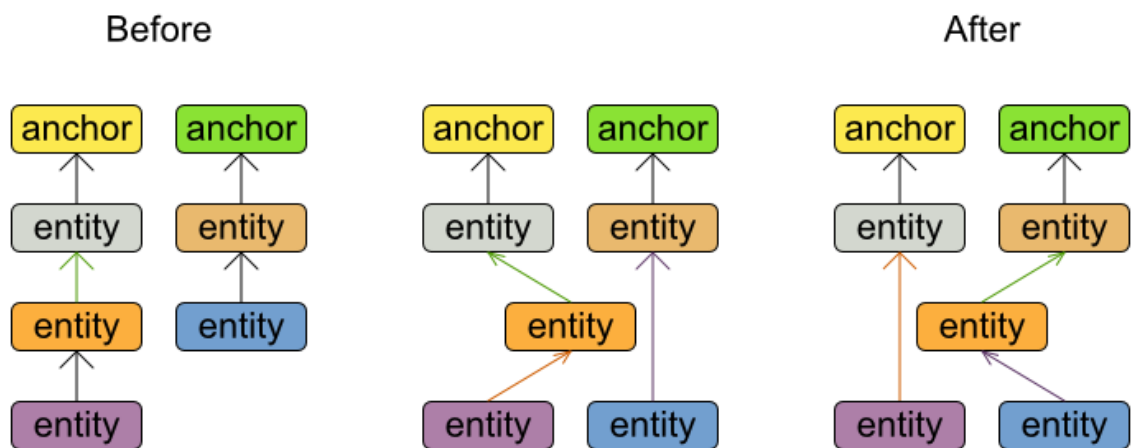 Before After
anchor anchor anchor anchor anchor anchor
entity entity entity entity entity entity
entity entity entity entity
entity entity entity entity entity